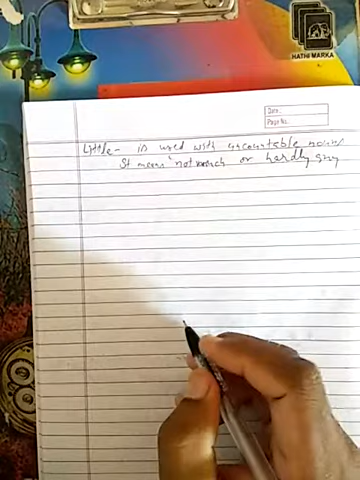 HATHI MARKA
Date:
Page No.
Little - is used with uncountable nouns
It means 'not much or hardly any